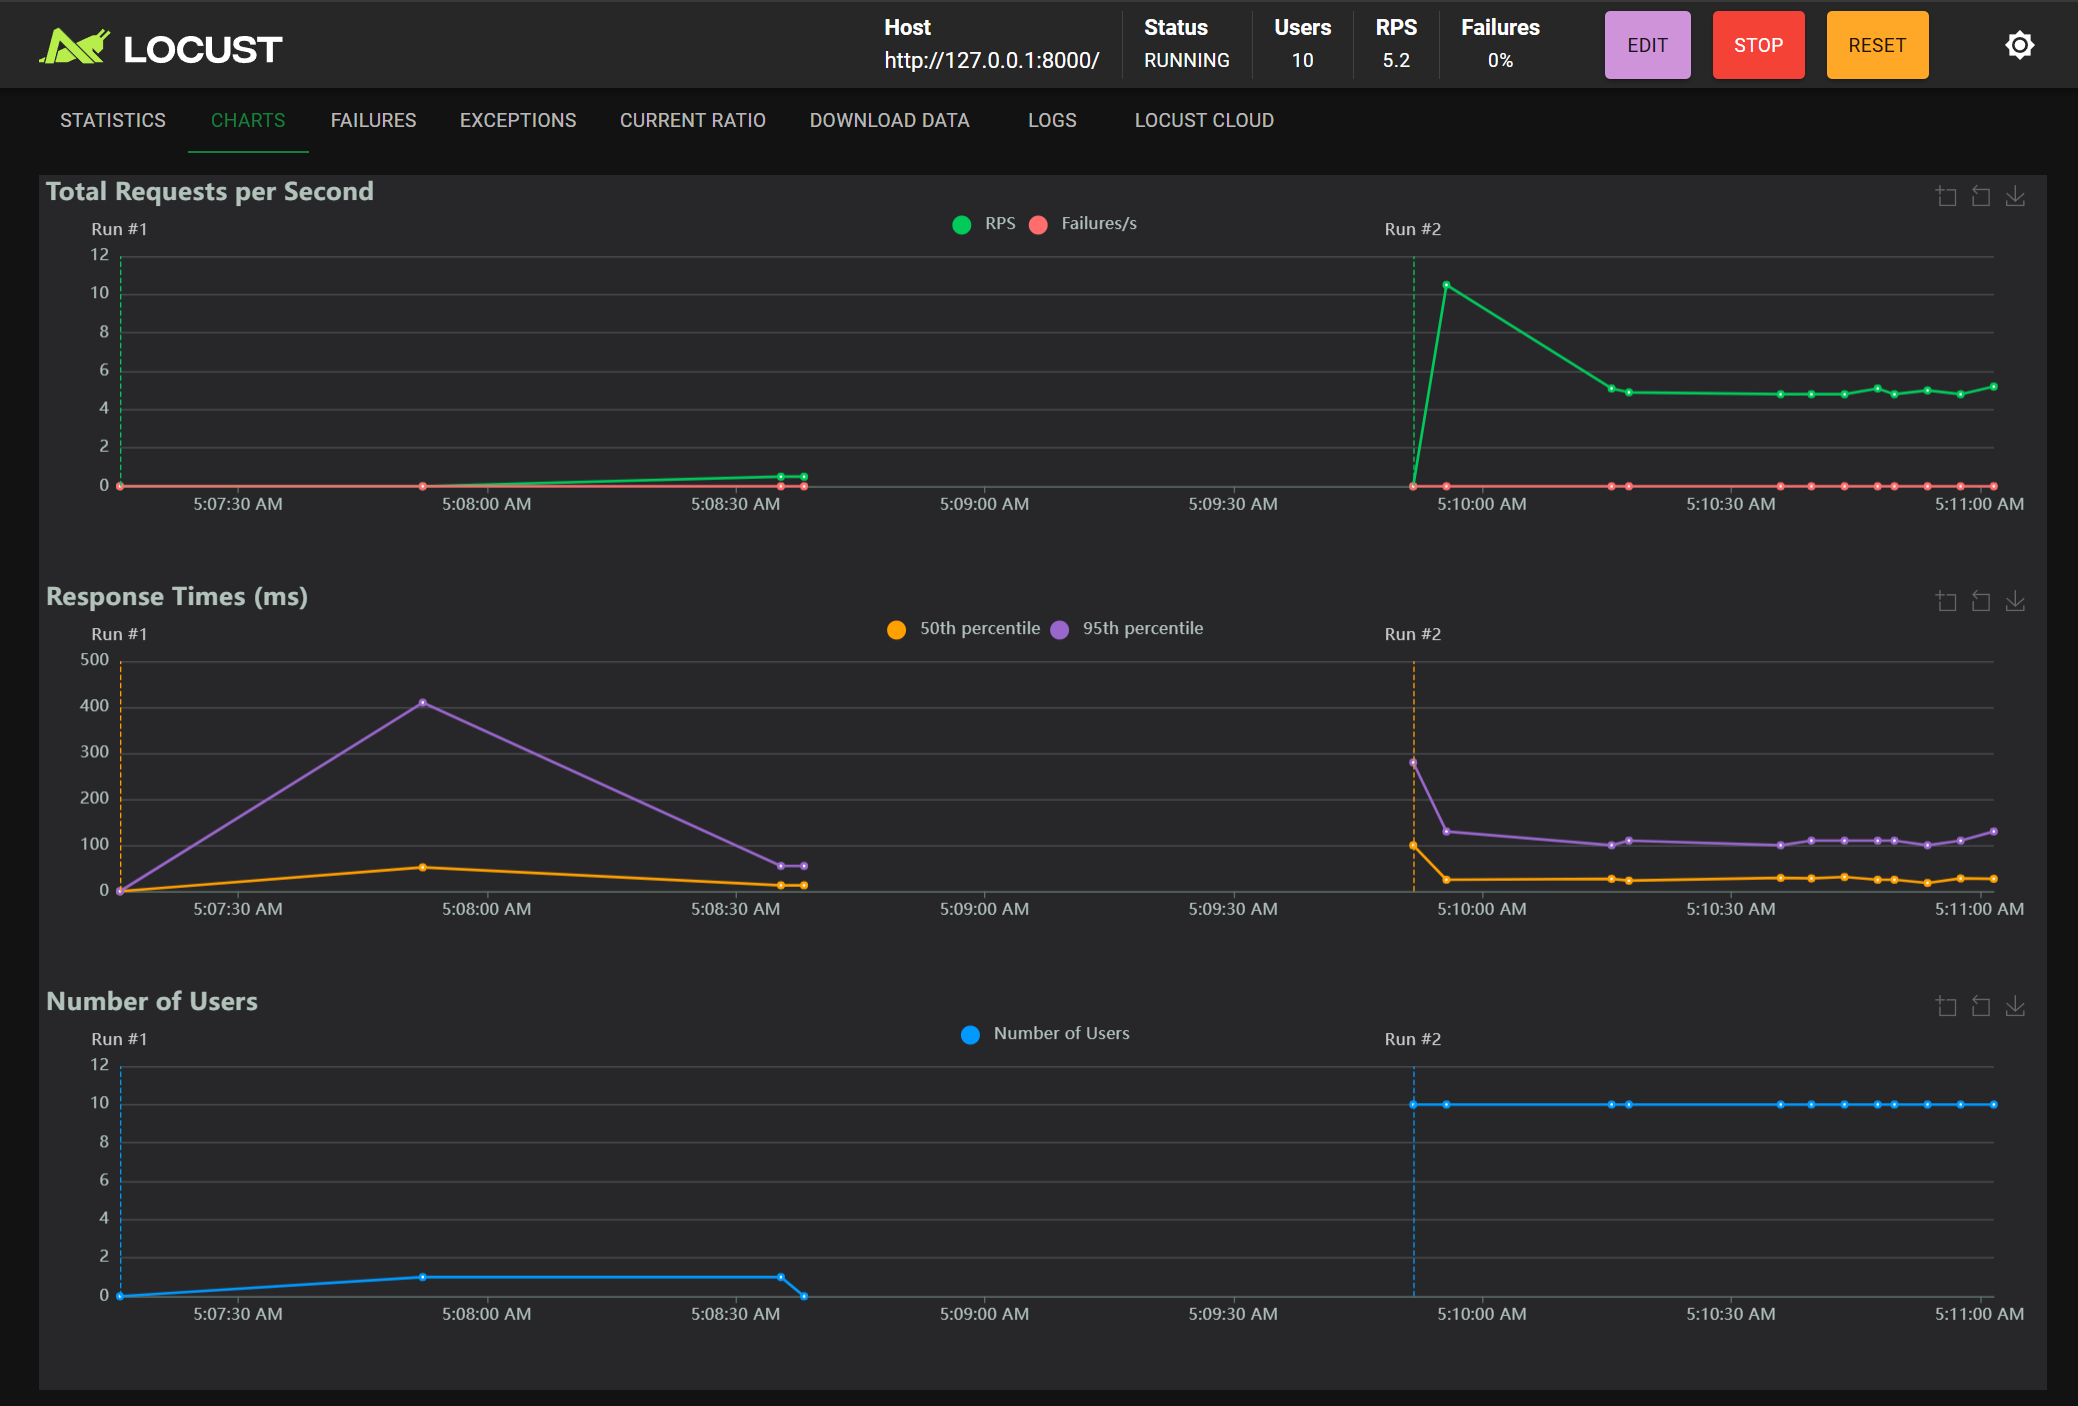 LOCUST
Host
http://127.0.0.1:8000/
Status
RUNNING
Users
10
RPS
5.2
Failures
0%
EDIT
STOP
RESET
STATISTICS CHARTS FAILURES EXCEPTIONS CURRENT RATIO DOWNLOAD DATA LOGS LOCUST CLOUD
Total Requests per Second
RPS Failures/s
Run #1 Run #2
12
10
8
6
4
2
0
5:07:30 AM 5:08:00 AM 5:08:30 AM 5:09:00 AM 5:09:30 AM 5:10:00 AM 5:10:30 AM 5:11:00 AM
Response Times (ms)
50th percentile 95th percentile
Run #1 Run #2
500
400
300
200
100
0
5:07:30 AM 5:08:00 AM 5:08:30 AM 5:09:00 AM 5:09:30 AM 5:10:00 AM 5:10:30 AM 5:11:00 AM
Number of Users
Number of Users
Run #1 Run #2
12
10
8
6
4
2
0
5:07:30 AM 5:08:00 AM 5:08:30 AM 5:09:00 AM 5:09:30 AM 5:10:00 AM 5:10:30 AM 5:11:00 AM